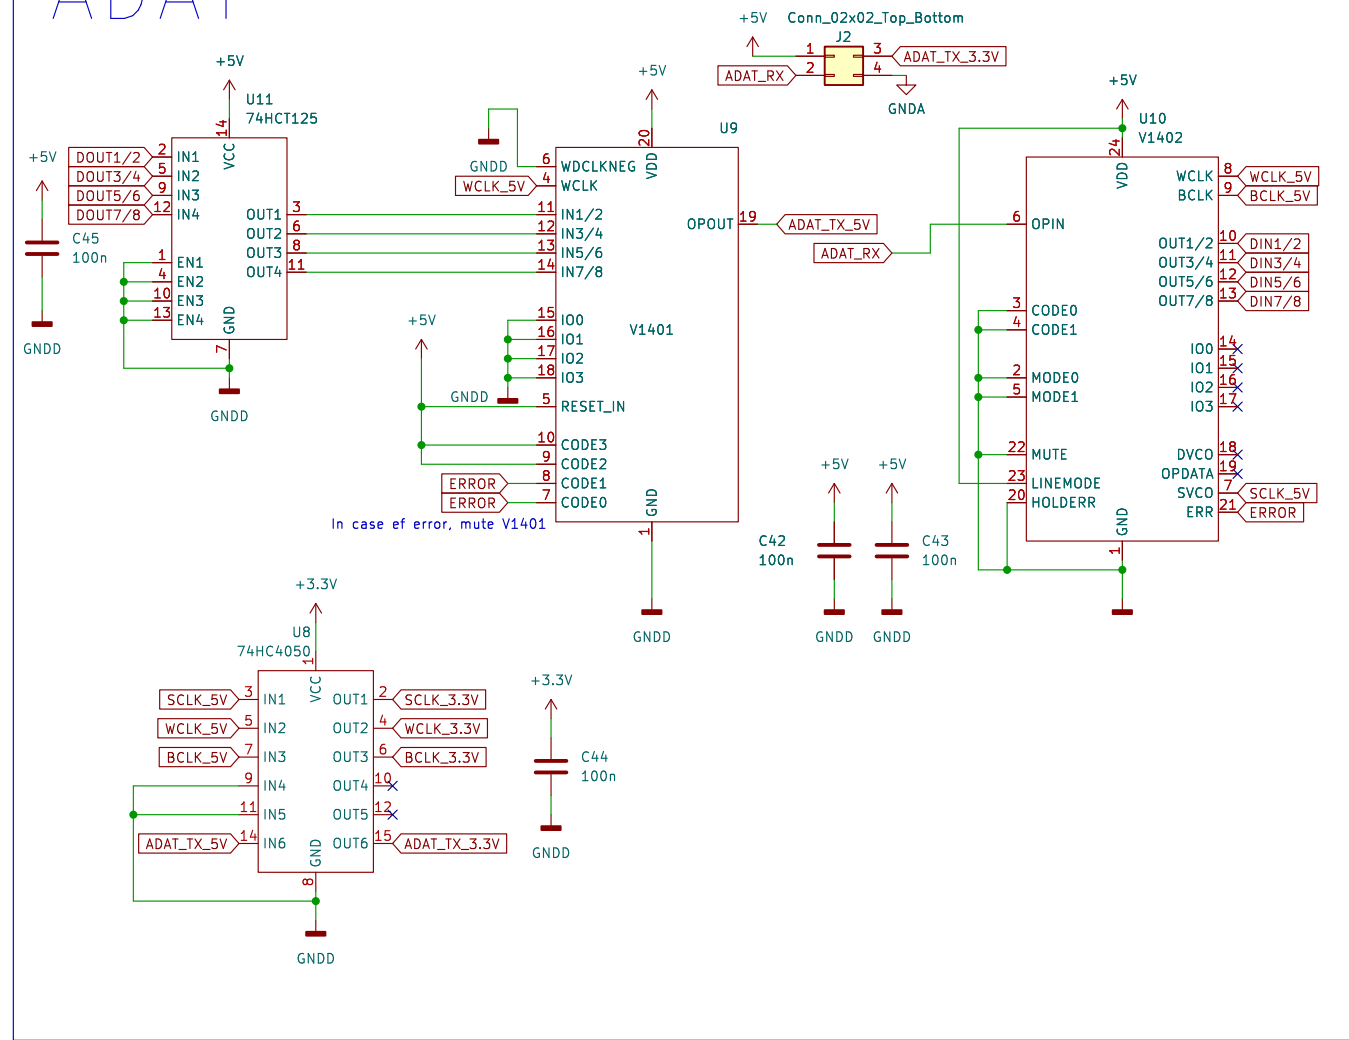 ADAT
+5V
Conn_02x02_Top_Bottom
J2
1
2
3
4
ADAT_TX_3.3V
ADAT_RX
GNDA
+5V
U11
74HCT125
14
VCC
DOUT1/2
2
IN1
DOUT3/4
5
IN2
DOUT5/6
9
IN3
DOUT7/8
12
IN4
OUT1
3
OUT2
6
OUT3
8
OUT4
11
1
EN1
4
EN2
10
EN3
13
EN4
GND
7
GNDD
+5V
C45
100n
GNDD
+5V
U9
20
VDD
GNDD
6
WDCLKNEG
WCLK_5V
4
WCLK
11
IN1/2
12
IN3/4
13
IN5/6
14
IN7/8
OPOUT
19
ADAT_TX_5V
15
IO0
16
IO1
17
IO2
18
IO3
V1401
GNDD
+5V
5
RESET_IN
10
CODE3
9
CODE2
ERROR
8
CODE1
ERROR
7
CODE0
In case ef error, mute V1401
GND
1
GNDD
+5V
U10
V1402
24
VDD
WCLK
8
WCLK_5V
BCLK
9
BCLK_5V
ADAT_RX
6
OPIN
OUT1/2
10
DIN1/2
OUT3/4
11
DIN3/4
OUT5/6
12
DIN5/6
OUT7/8
13
DIN7/8
3
CODE0
4
CODE1
2
MODE0
5
MODE1
IO0
14
IO1
15
IO2
16
IO3
17
22
MUTE
23
LINEMODE
20
HOLDERR
DVCO
18
OPDATA
19
SVCO
7
SCLK_5V
ERR
21
ERROR
GND
1
GNDD
+5V
C42
100n
GNDD
+5V
C43
100n
GNDD
+3.3V
U8
74HC4050
1
VCC
SCLK_5V
3
IN1
OUT1
2
SCLK_3.3V
WCLK_5V
5
IN2
OUT2
4
WCLK_3.3V
BCLK_5V
7
IN3
OUT3
6
BCLK_3.3V
9
IN4
OUT4
10
11
IN5
OUT5
12
ADAT_TX_5V
14
IN6
OUT6
15
ADAT_TX_3.3V
GND
8
GNDD
+3.3V
C44
100n
GNDD